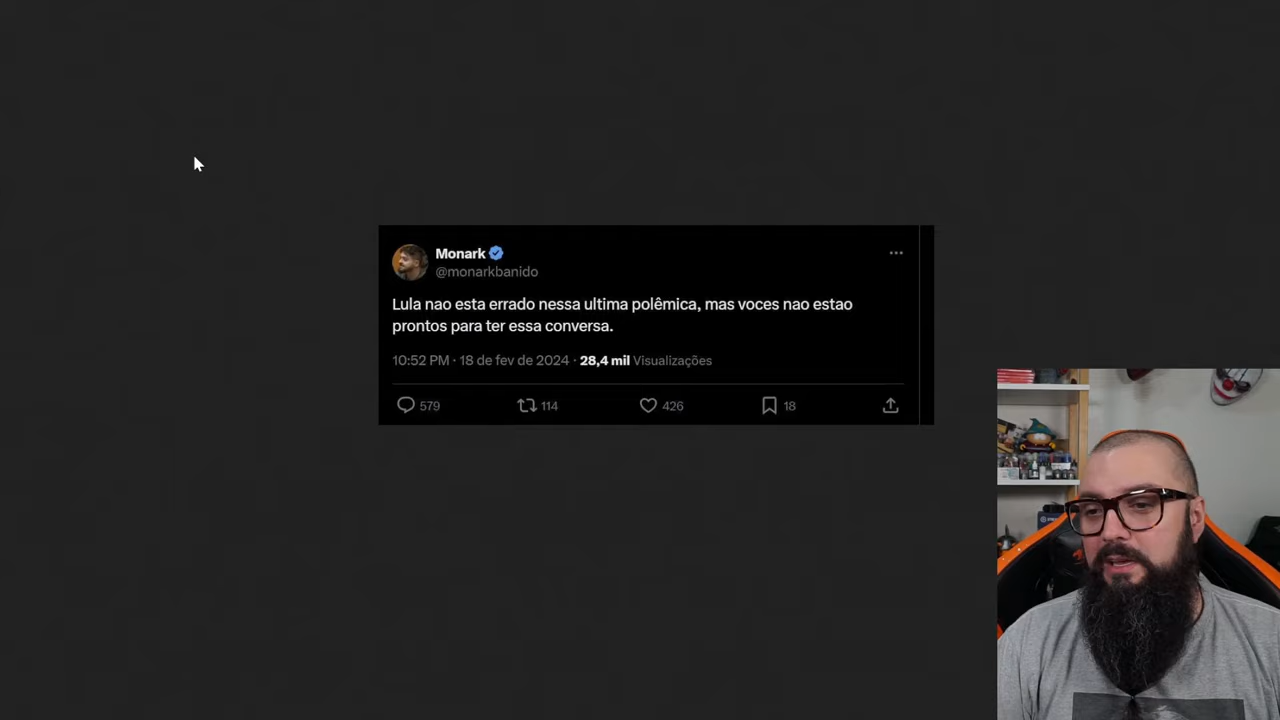 Monark
@monarkbanido
Lula nao esta errado nessa ultima polêmica, mas voces nao estao
prontos para ter essa conversa.
10:52 PM · 18 de fev de 2024 · 28,4 mil Visualizações
579 114 426 18